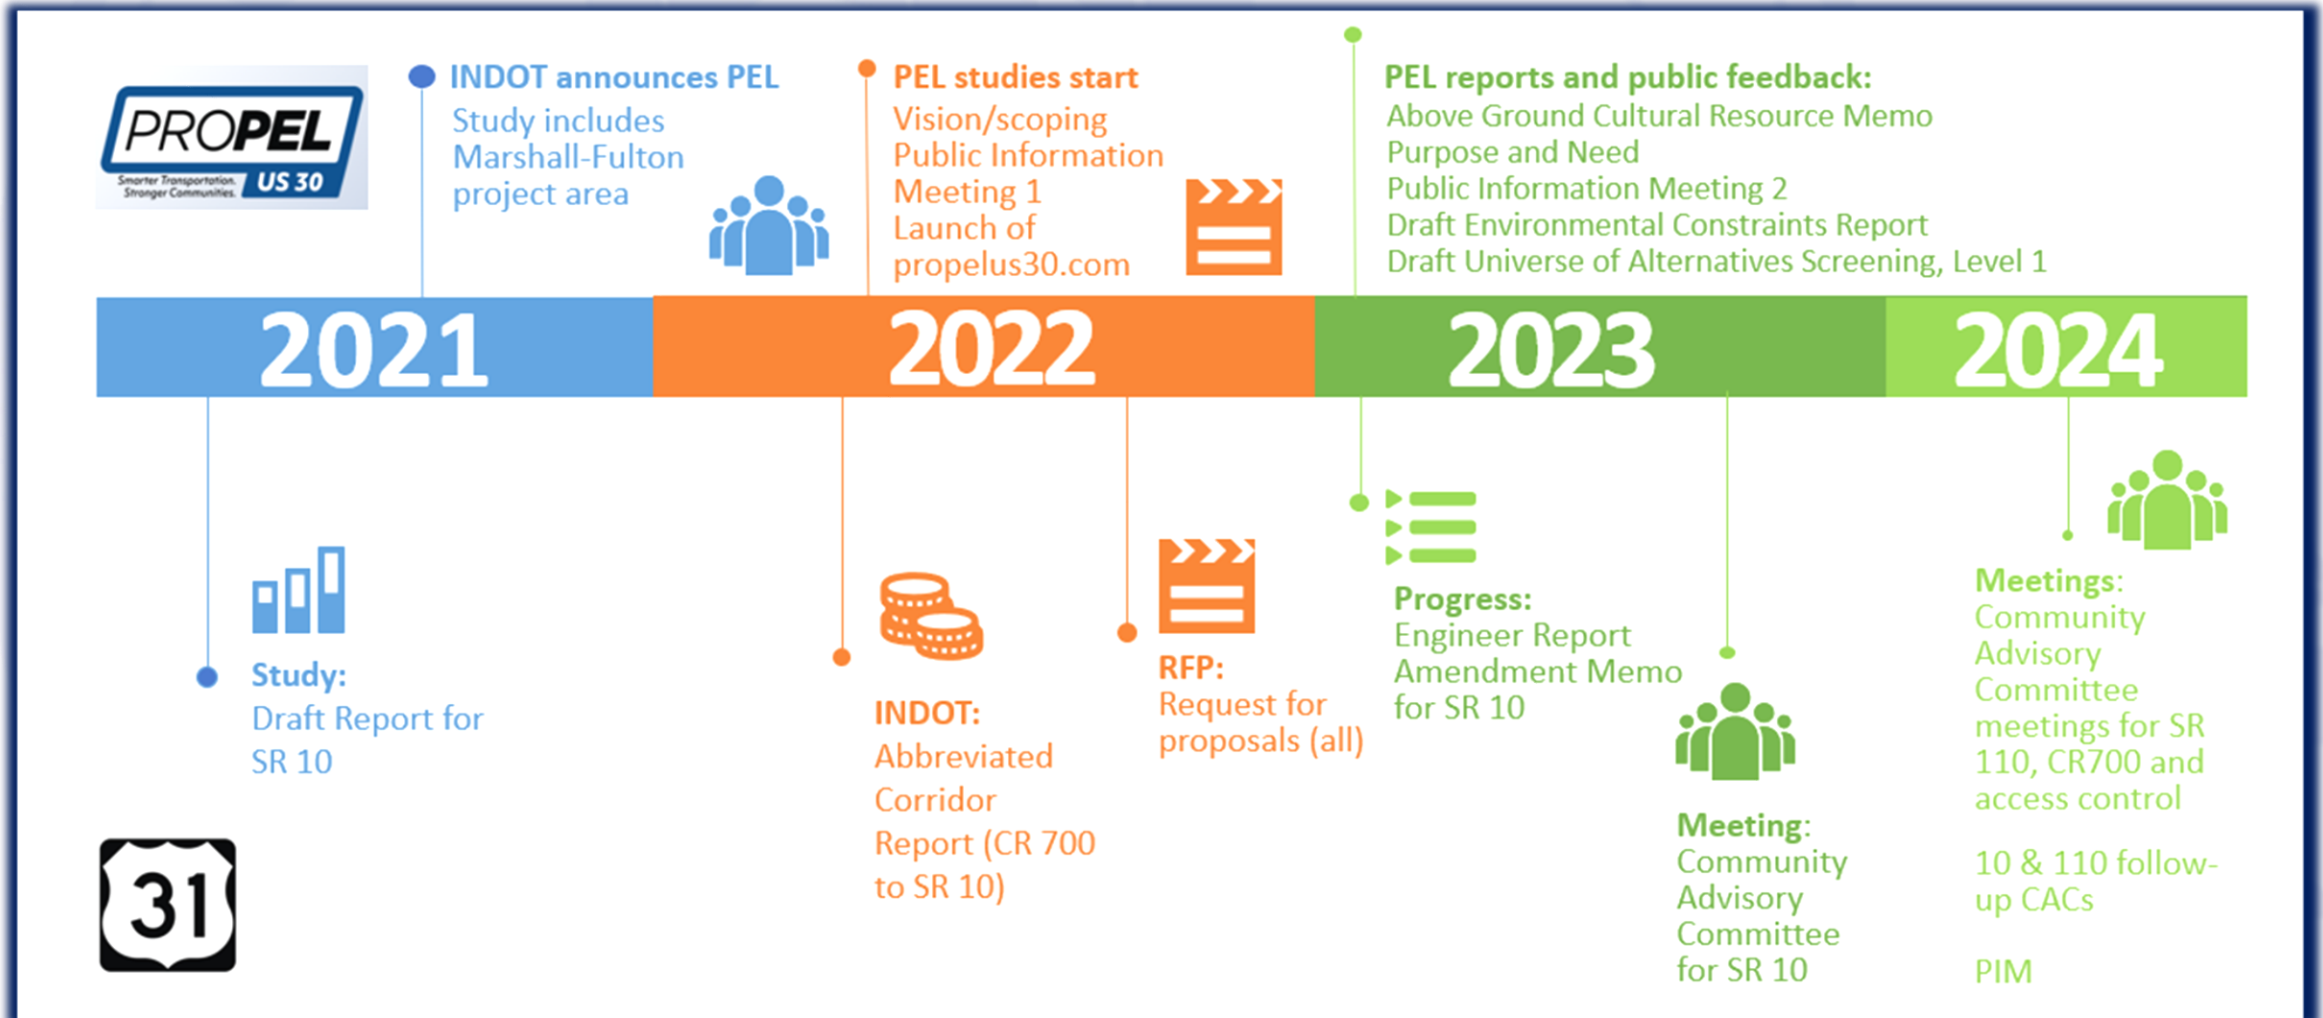 PROPEL
Smarter Transportation.
Stronger Communities.
US 30
INDOT announces PEL
Study includes
Marshall-Fulton
project area
PEL studies start
Vision/scoping
Public Information
Meeting 1
Launch of
propelus30.com
PEL reports and public feedback:
Above Ground Cultural Resource Memo
Purpose and Need
Public Information Meeting 2
Draft Environmental Constraints Report
Draft Universe of Alternatives Screening, Level 1
2021
2022
2023
2024
Study:
Draft Report for
SR 10
INDOT:
Abbreviated
Corridor
Report (CR 700
to SR 10)
RFP:
Request for
proposals (all)
Progress:
Engineer Report
Amendment Memo
for SR 10
Meeting:
Community
Advisory
Committee
for SR 10
Meetings:
Community
Advisory
Committee
meetings for SR
110, CR700 and
access control
10 & 110 follow-
up CACs
PIM
31